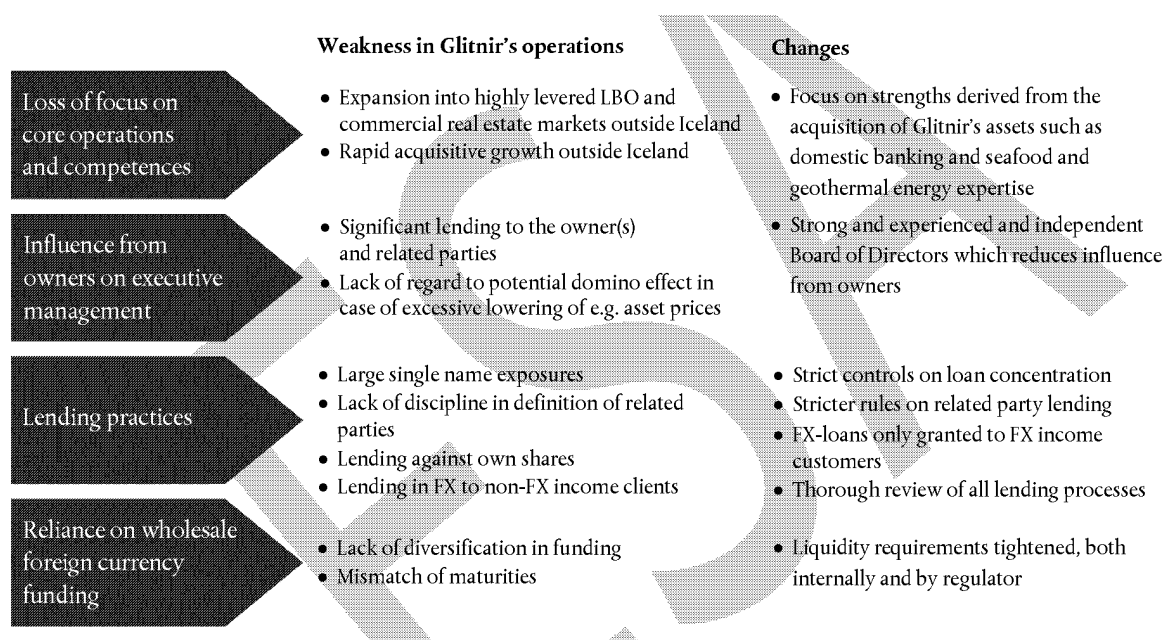 Weakness in Glitnir's operations
Changes
Loss of focus on
core operations
and competences
• Expansion into highly levered LBO and
commercial real estate markets outside Iceland
• Rapid acquisitive growth outside Iceland
• Focus on strengths derived from the
acquisition of Glitnir's assets such as
domestic banking and seafood and
geothermal energy expertise
Influence from
owners on executive
management
• Significant lending to the owner(s)
and related parties
• Lack of regard to potential domino effect in
case of excessive lowering of e.g. asset prices
• Strong and experienced and independent
Board of Directors which reduces influence
from owners
Lending practices
• Large single name exposures
• Lack of discipline in definition of related
parties
• Lending against own shares
• Lending in FX to non-FX income clients
• Strict controls on loan concentration
• Stricter rules on related party lending
• FX-loans only granted to FX income
customers
• Thorough review of all lending processes
Reliance on wholesale
foreign currency
funding
• Lack of diversification in funding
• Mismatch of maturities
• Liquidity requirements tightened, both
internally and by regulator